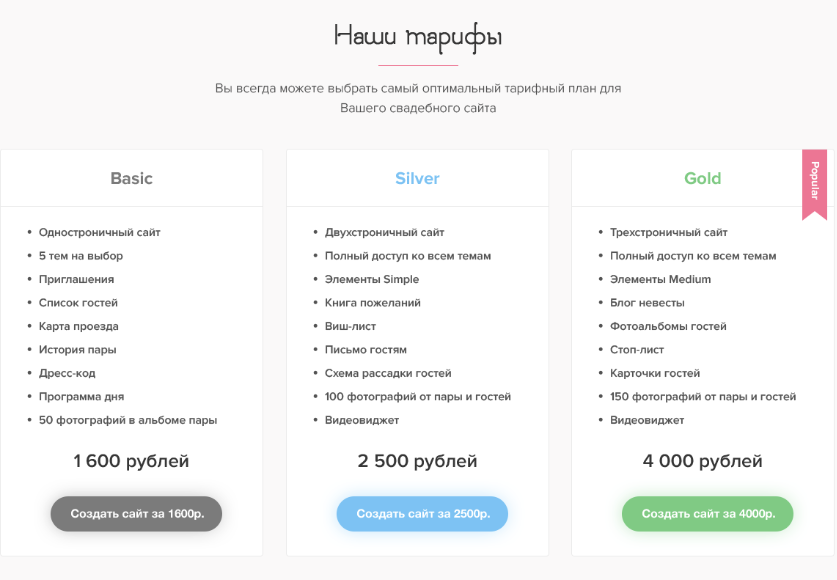 Наши тарифы
Вы всегда можете выбрать самый оптимальный тарифный план для
Вашего свадебного сайта
Basic
Одностроничный сайт
5 тем на выбор
Приглашения
Список гостей
Карта проезда
История пары
Дресс-код
Программа дня
50 фотографий в альбоме пары
1 600 рублей
Создать сайт за 1600р.
Silver
Двухстроничный сайт
Полный доступ ко всем темам
Элементы Simple
Книга пожеланий
Виш-лист
Письмо гостям
Схема рассадки гостей
100 фотографий от пары и гостей
Видеовиджет
2 500 рублей
Создать сайт за 2500р.
Gold
Popular
Трехстроничный сайт
Полный доступ ко всем темам
Элементы Medium
Блог невесты
Фотоальбомы гостей
Стоп-лист
Карточки гостей
150 фотографий от пары и гостей
Видеовиджет
4 000 рублей
Создать сайт за 4000р.